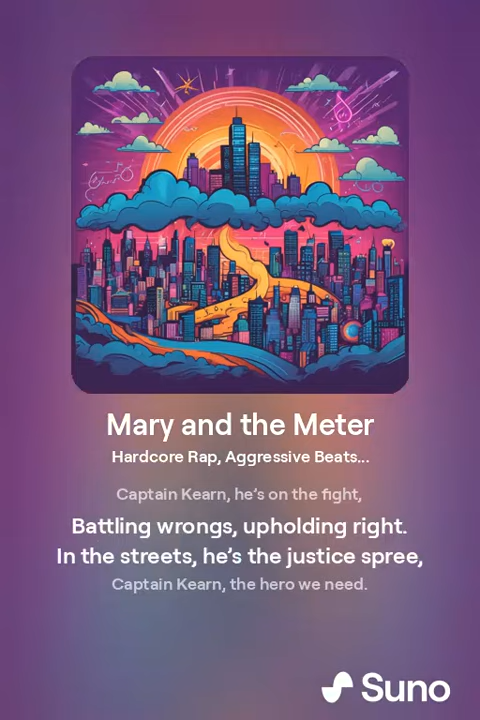 Mary and the Meter
Hardcore Rap, Aggressive Beats...
Captain Kearn, he's on the fight,
Battling wrongs, upholding right.
In the streets, he's the justice spree,
Captain Kearn, the hero we need.
Suno